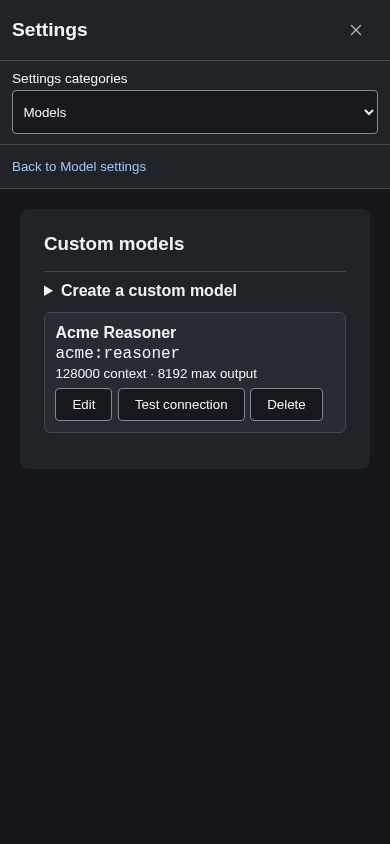 Settings
Settings categories
Models
Back to Model settings
Custom models
Create a custom model
Acme Reasoner
acme:reasoner
128000 context · 8192 max output
Edit
Test connection
Delete